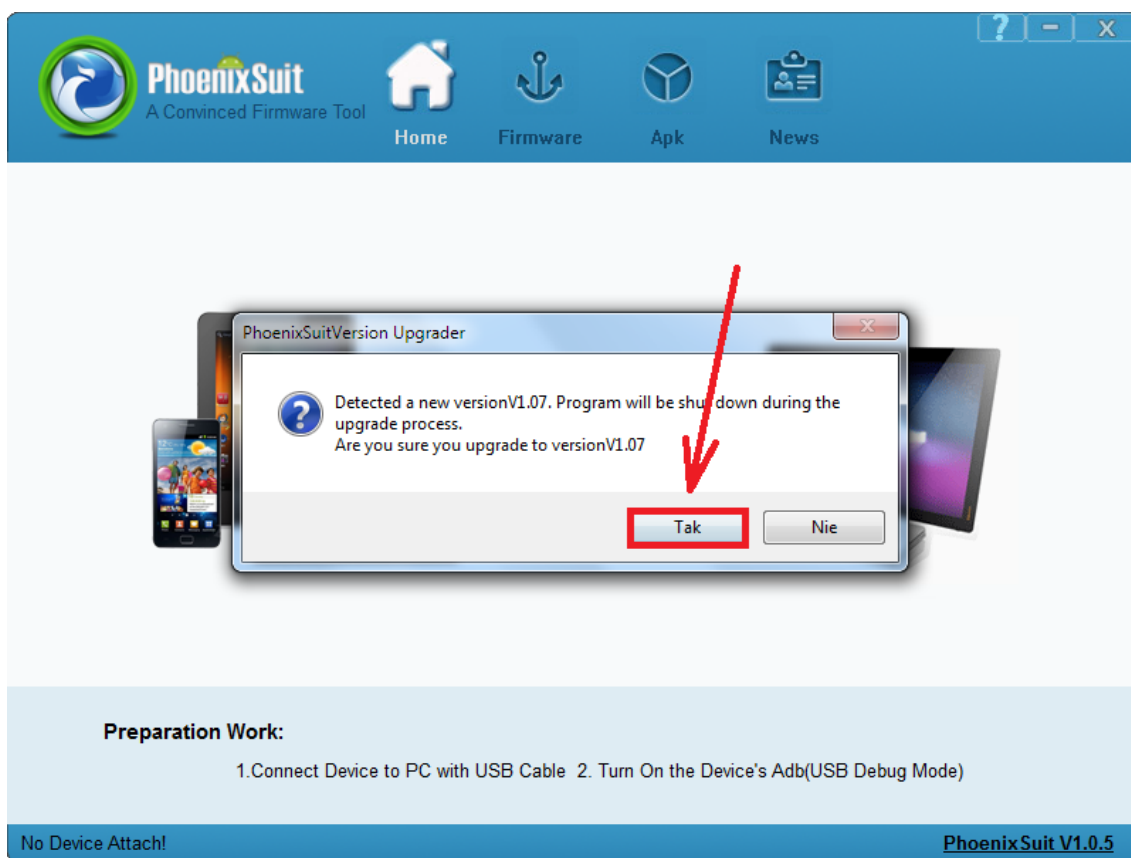 ? - X
PhoenixSuit
A Convinced Firmware Tool
Home Firmware Apk News
PhoenixSuitVersion Upgrader
Detected a new versionV1.07. Program will be shut down during the
upgrade process.
Are you sure you upgrade to versionV1.07
Tak Nie
Preparation Work:
1.Connect Device to PC with USB Cable 2. Turn On the Device's Adb(USB Debug Mode)
No Device Attach! PhoenixSuit V1.0.5